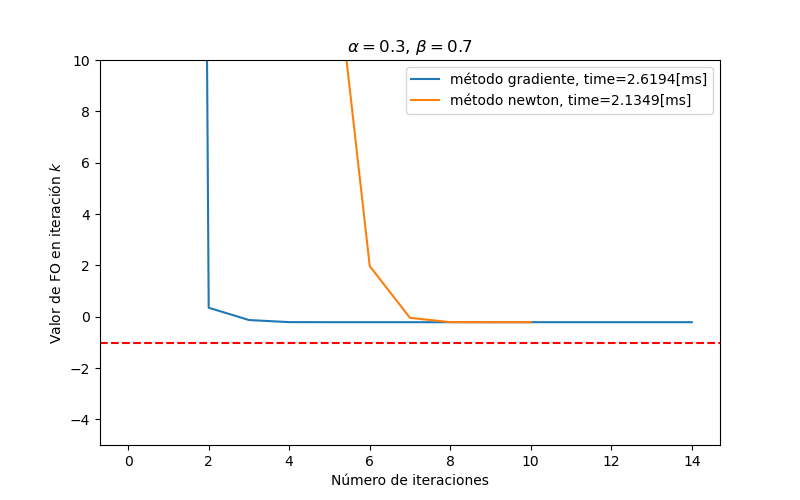 α = 0.3, β = 0.7
método gradiente, time=2.6194[ms]
método newton, time=2.1349[ms]
Valor de FO en iteración k
10
8
6
4
2
0
−2
−4
0 2 4 6 8 10 12 14
Número de iteraciones